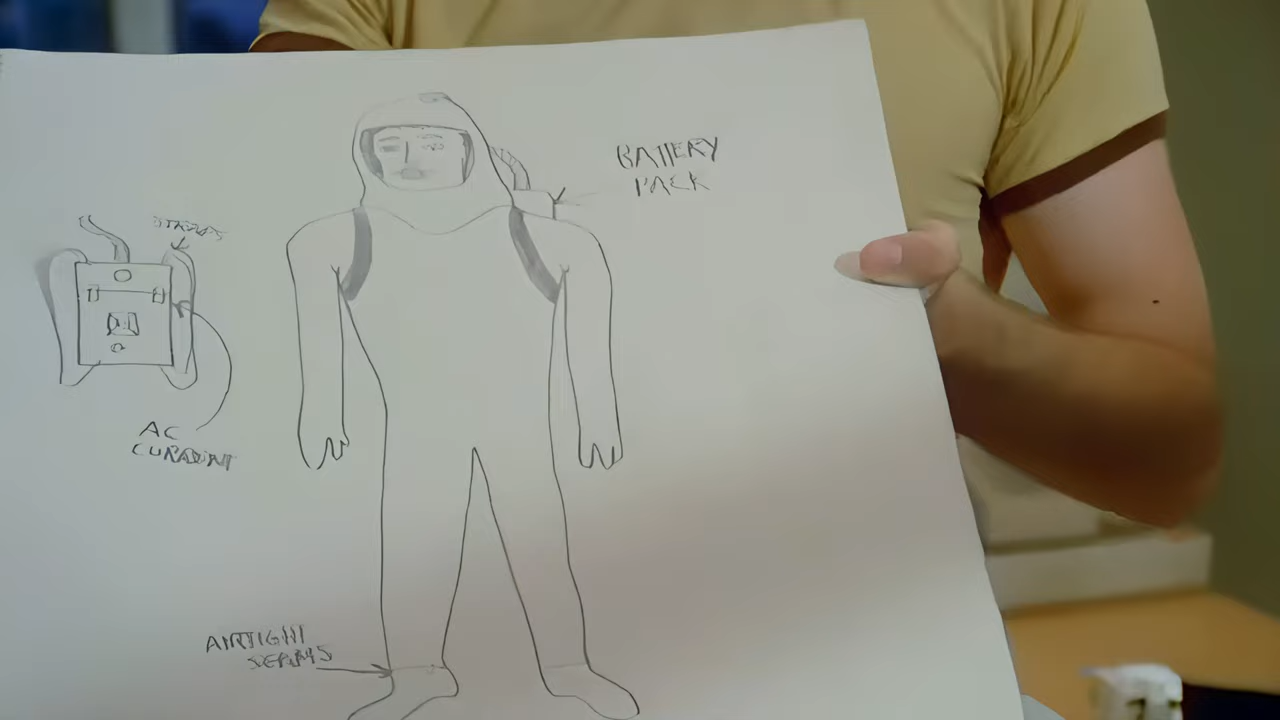 BATTERY
PACK
STRAPS
AC
CURRENT
AIRTIGHT
SEAMS